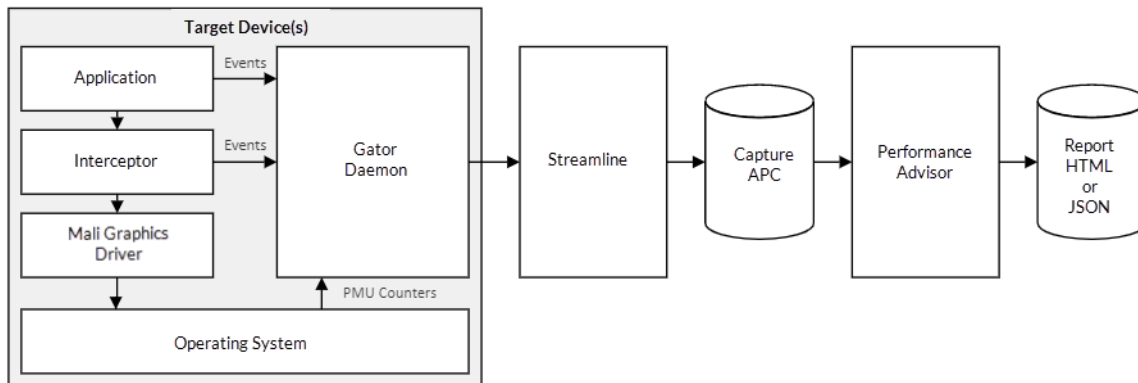 Target Device(s)
Application
Events
Interceptor
Events
Mali Graphics
Driver
Gator
Daemon
PMU Counters
Operating System
Streamline
Capture
APC
Performance
Advisor
Report
HTML
or
JSON